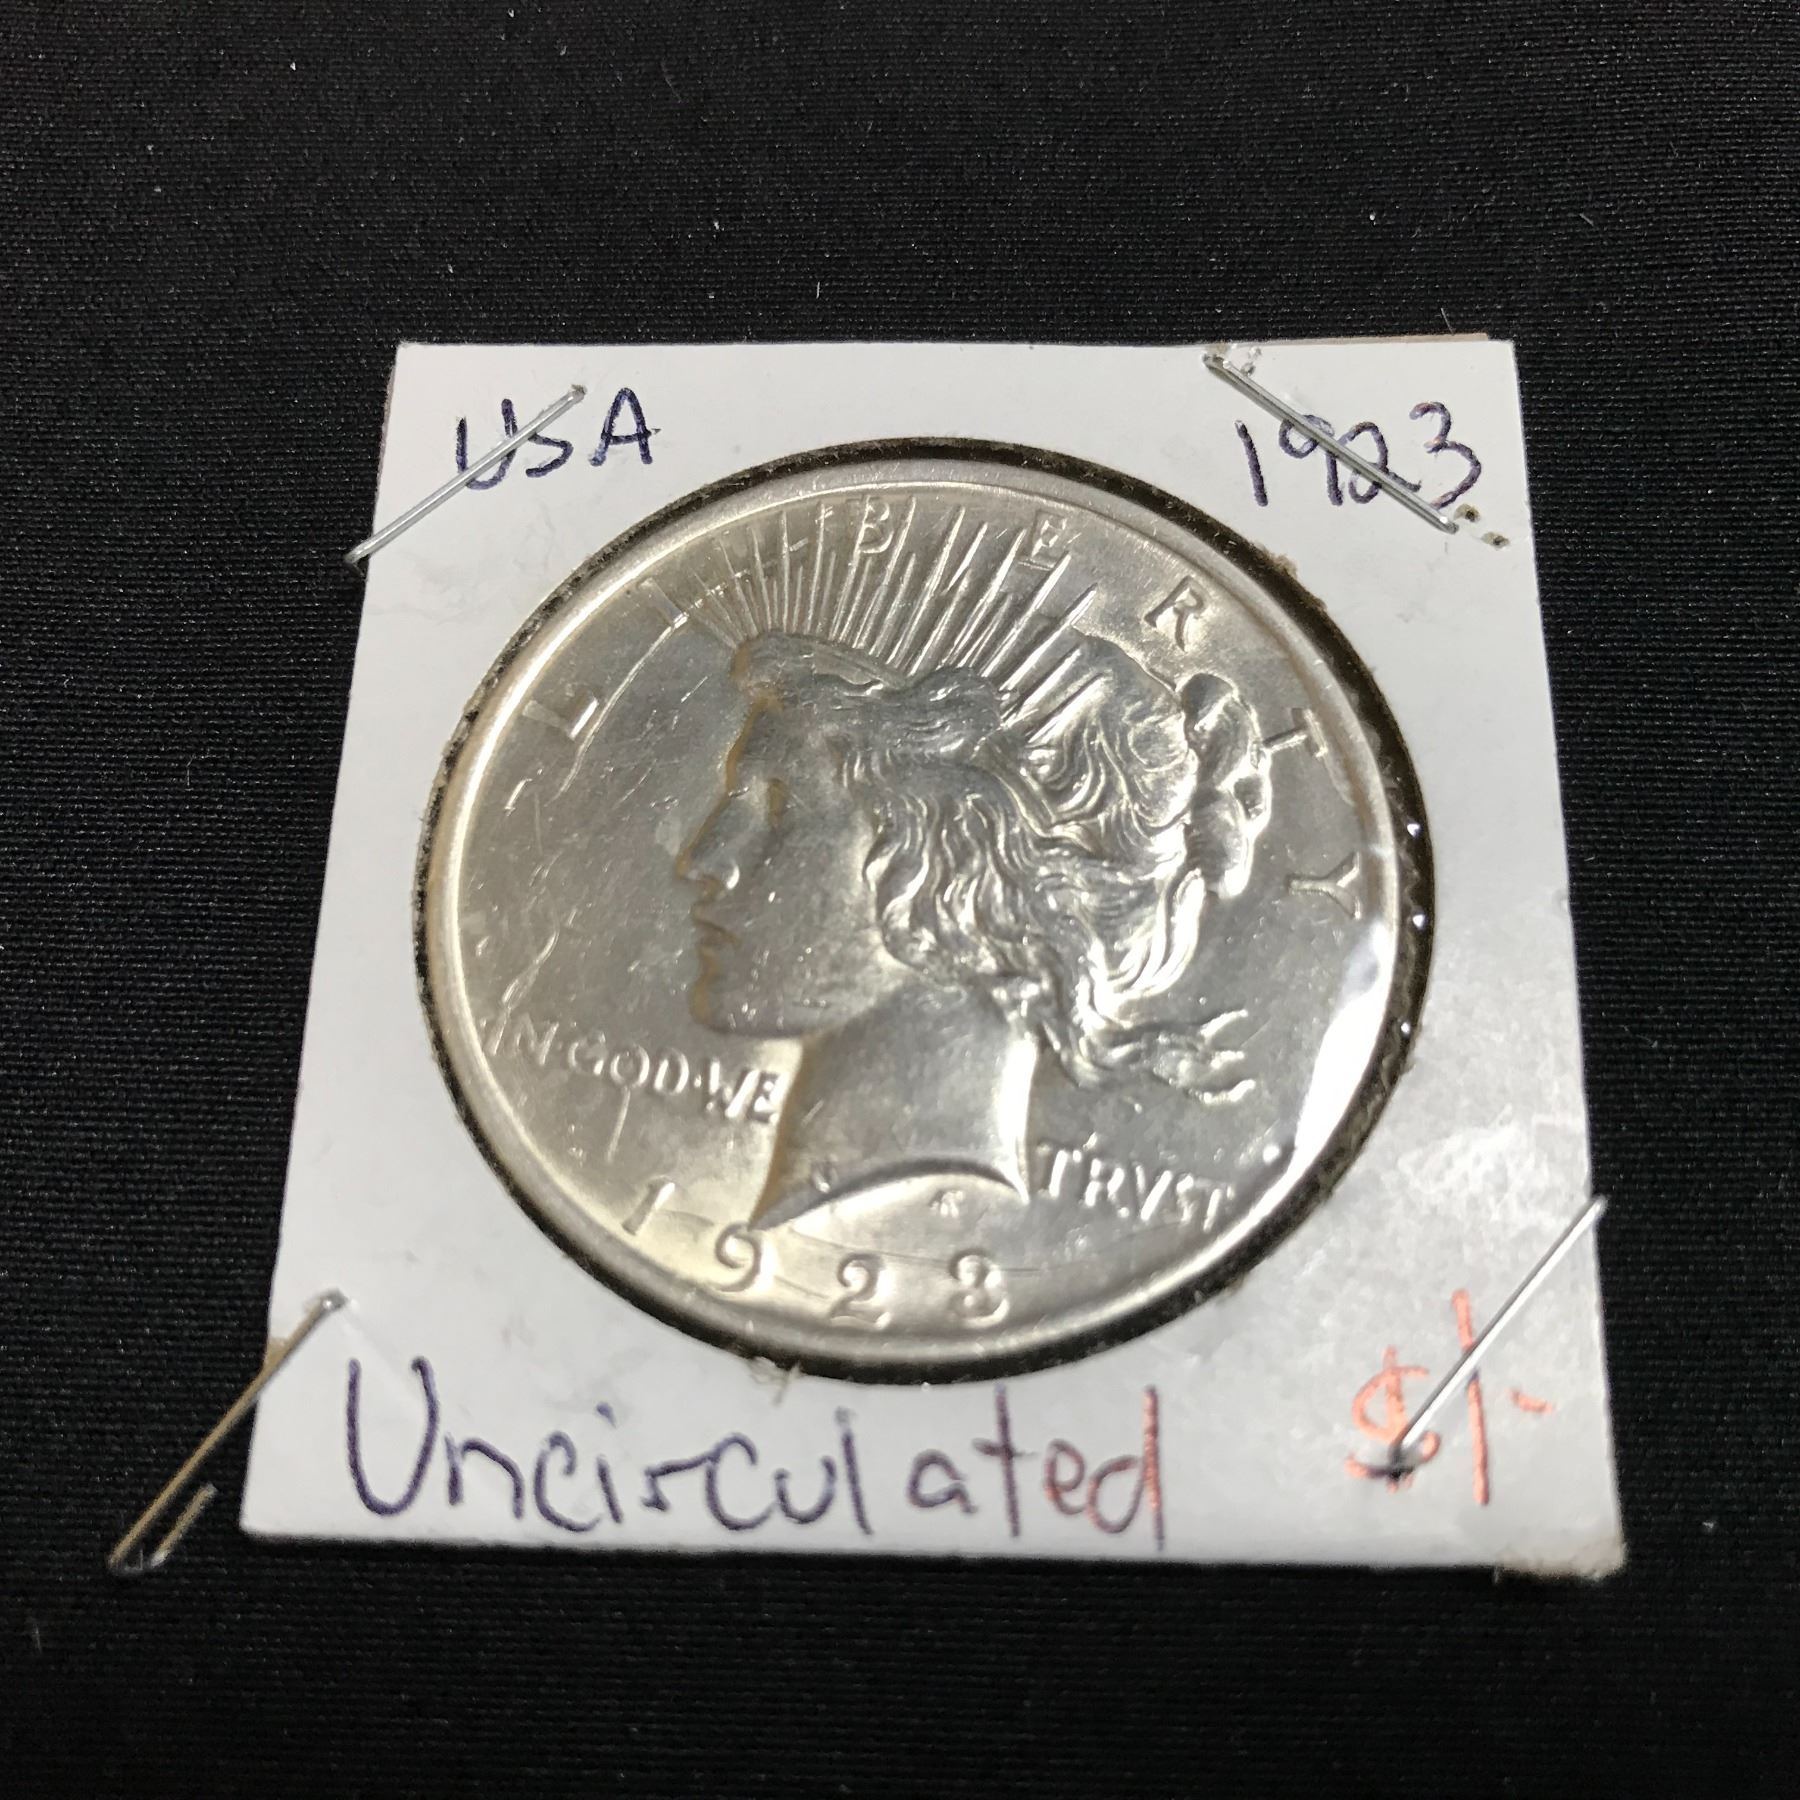 USA 1923
LIBERTY
IN·GOD·WE TRVST
1923
Uncirculated $1-